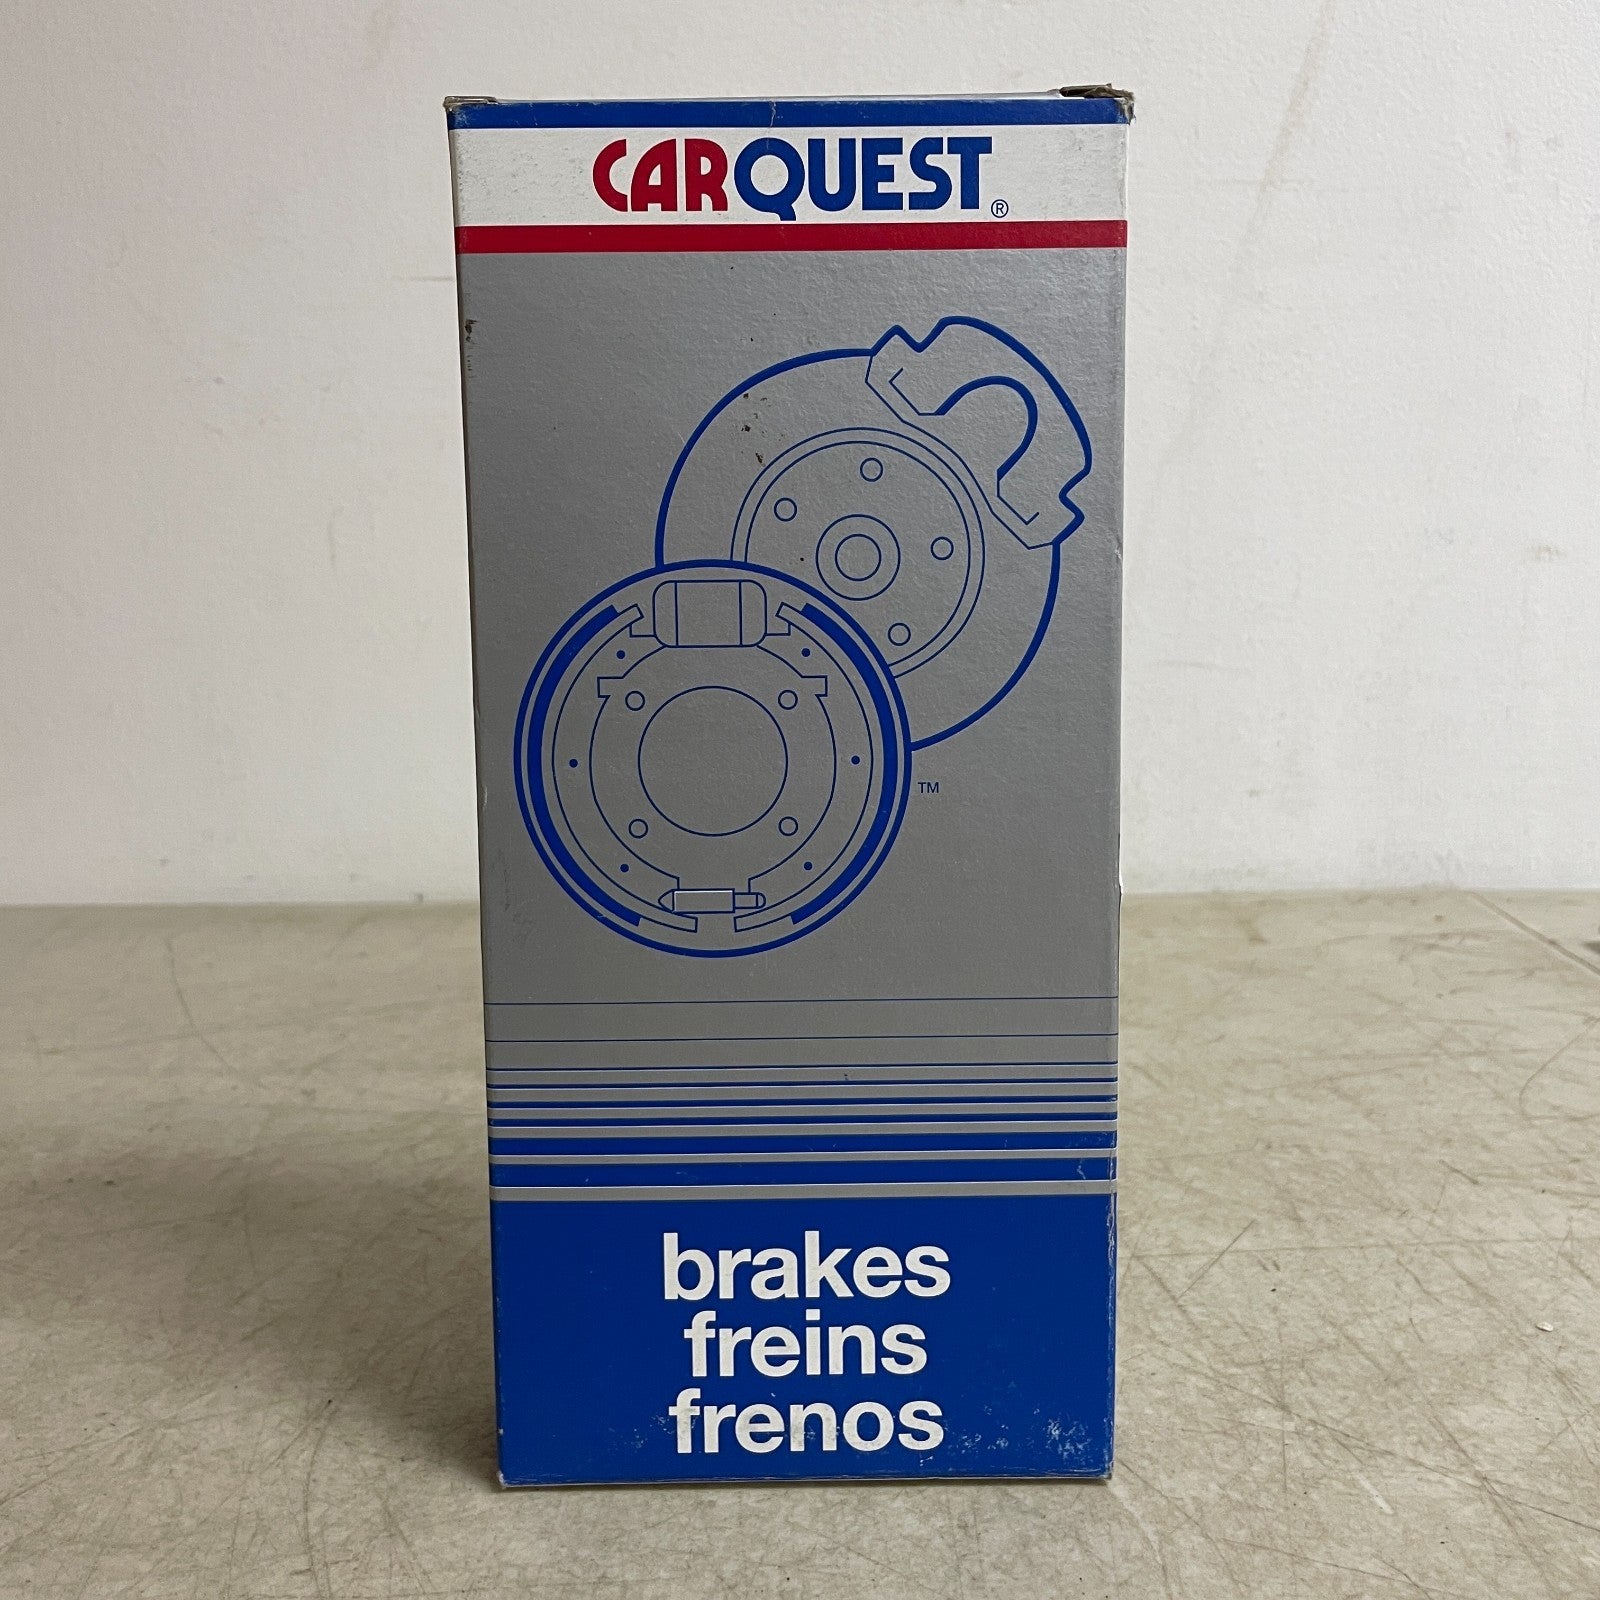 CARQUEST®
TM
brakes
freins
frenos